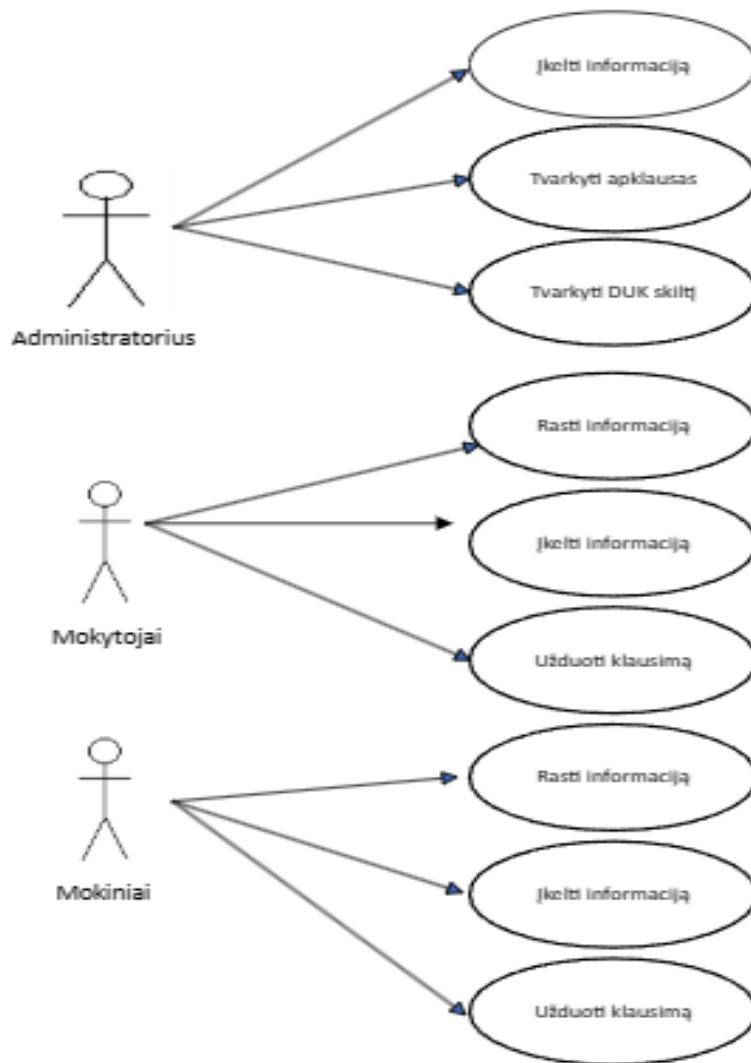 Įkelti informaciją
Tvarkyti apklausas
Tvarkyti DUK skiltį
Administratorius
Rasti informaciją
Įkelti informaciją
Užduoti klausimą
Mokytojai
Rasti informaciją
Įkelti informaciją
Užduoti klausimą
Mokiniai